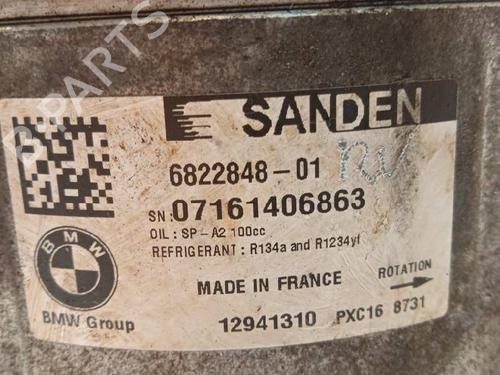 SANDEN
6822848-01
SN:07161406863
OIL: SP-A2 100cc
REFRIGERANT: R134a and R1234yf
BMW
BMW Group
MADE IN FRANCE
ROTATION
12941310 PXC16 8731
B-PARTS